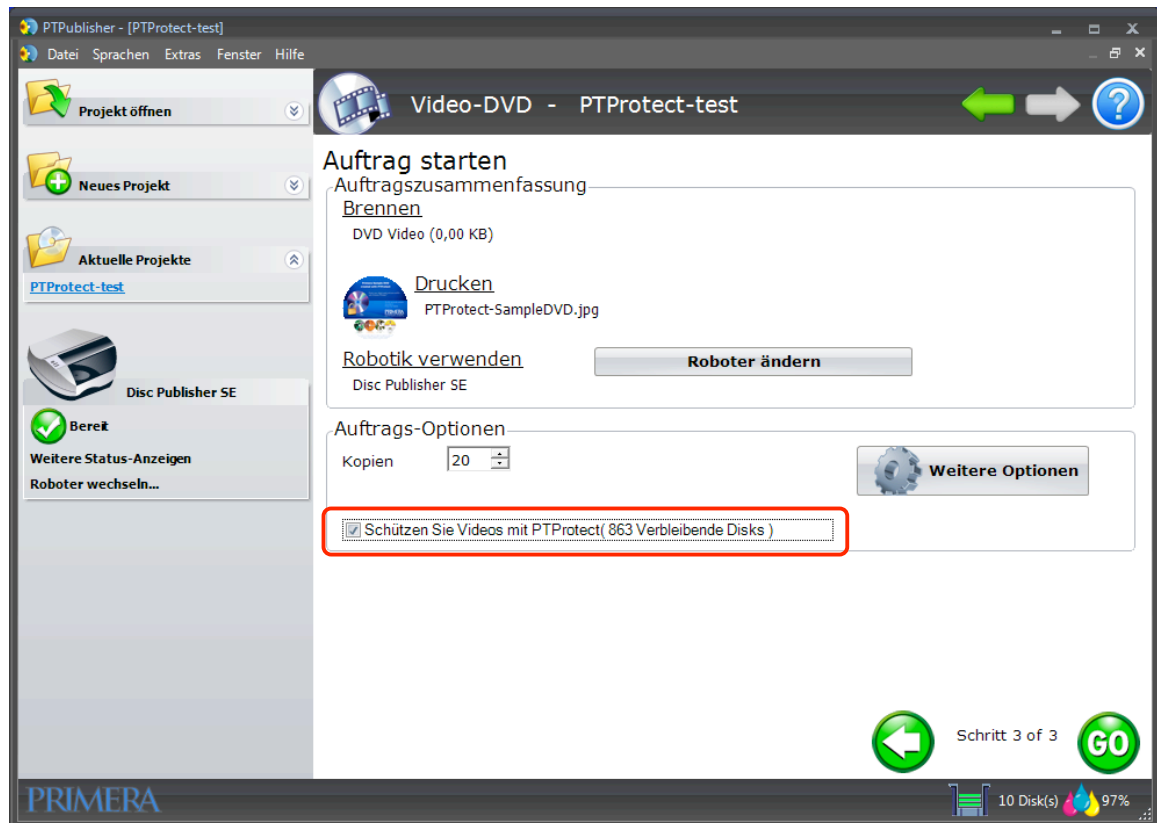 PTPublisher - [PTProtect-test]
Datei Sprachen Extras Fenster Hilfe
Projekt öffnen
Neues Projekt
Aktuelle Projekte
PTProtect-test
Disc Publisher SE
Bereit
Weitere Status-Anzeigen
Roboter wechseln...
Video-DVD - PTProtect-test
Auftrag starten
Auftragszusammenfassung
Brennen
DVD Video (0,00 KB)
Drucken
PTProtect-SampleDVD.jpg
Robotik verwenden
Roboter ändern
Disc Publisher SE
Auftrags-Optionen
Kopien 20
Weitere Optionen
Schützen Sie Videos mit PTProtect( 863 Verbleibende Disks )
Schritt 3 of 3
GO
PRIMERA
10 Disk(s) 97%